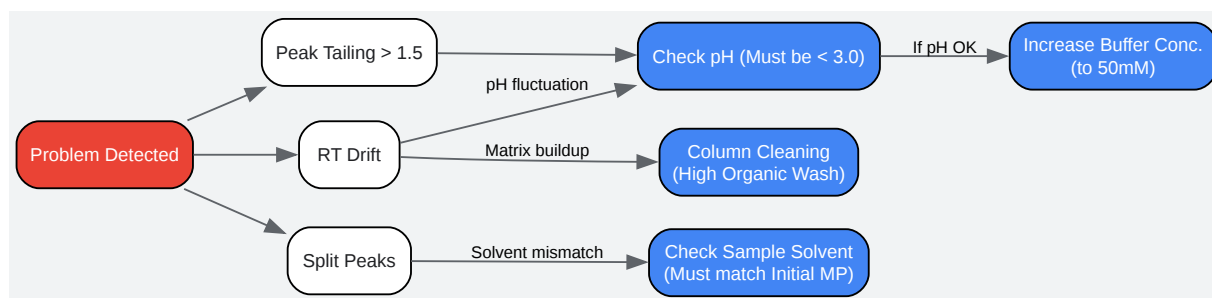 Peak Tailing > 1.5
Check pH (Must be < 3.0)
If pH OK
Increase Buffer Conc.
(to 50mM)
pH fluctuation
Problem Detected
RT Drift
Matrix buildup
Column Cleaning
(High Organic Wash)
Split Peaks
Solvent mismatch
Check Sample Solvent
(Must match Initial MP)